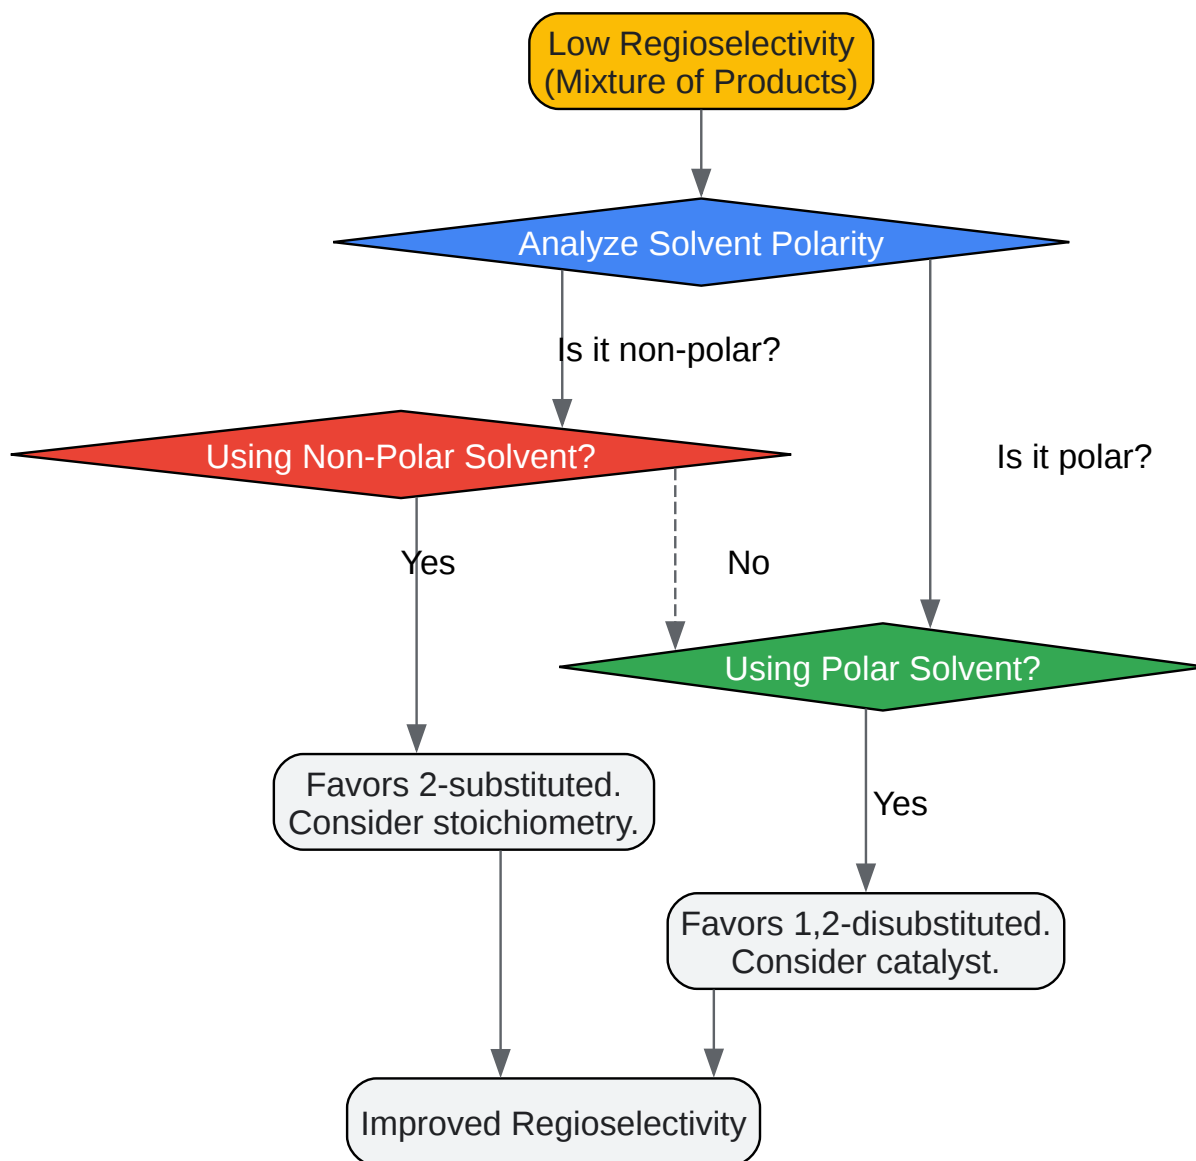 Low Regioselectivity
(Mixture of Products)
Analyze Solvent Polarity
Is it non-polar?
Using Non-Polar Solvent?
Is it polar?
Yes
No
Using Polar Solvent?
Favors 2-substituted.
Consider stoichiometry.
Yes
Favors 1,2-disubstituted.
Consider catalyst.
Improved Regioselectivity